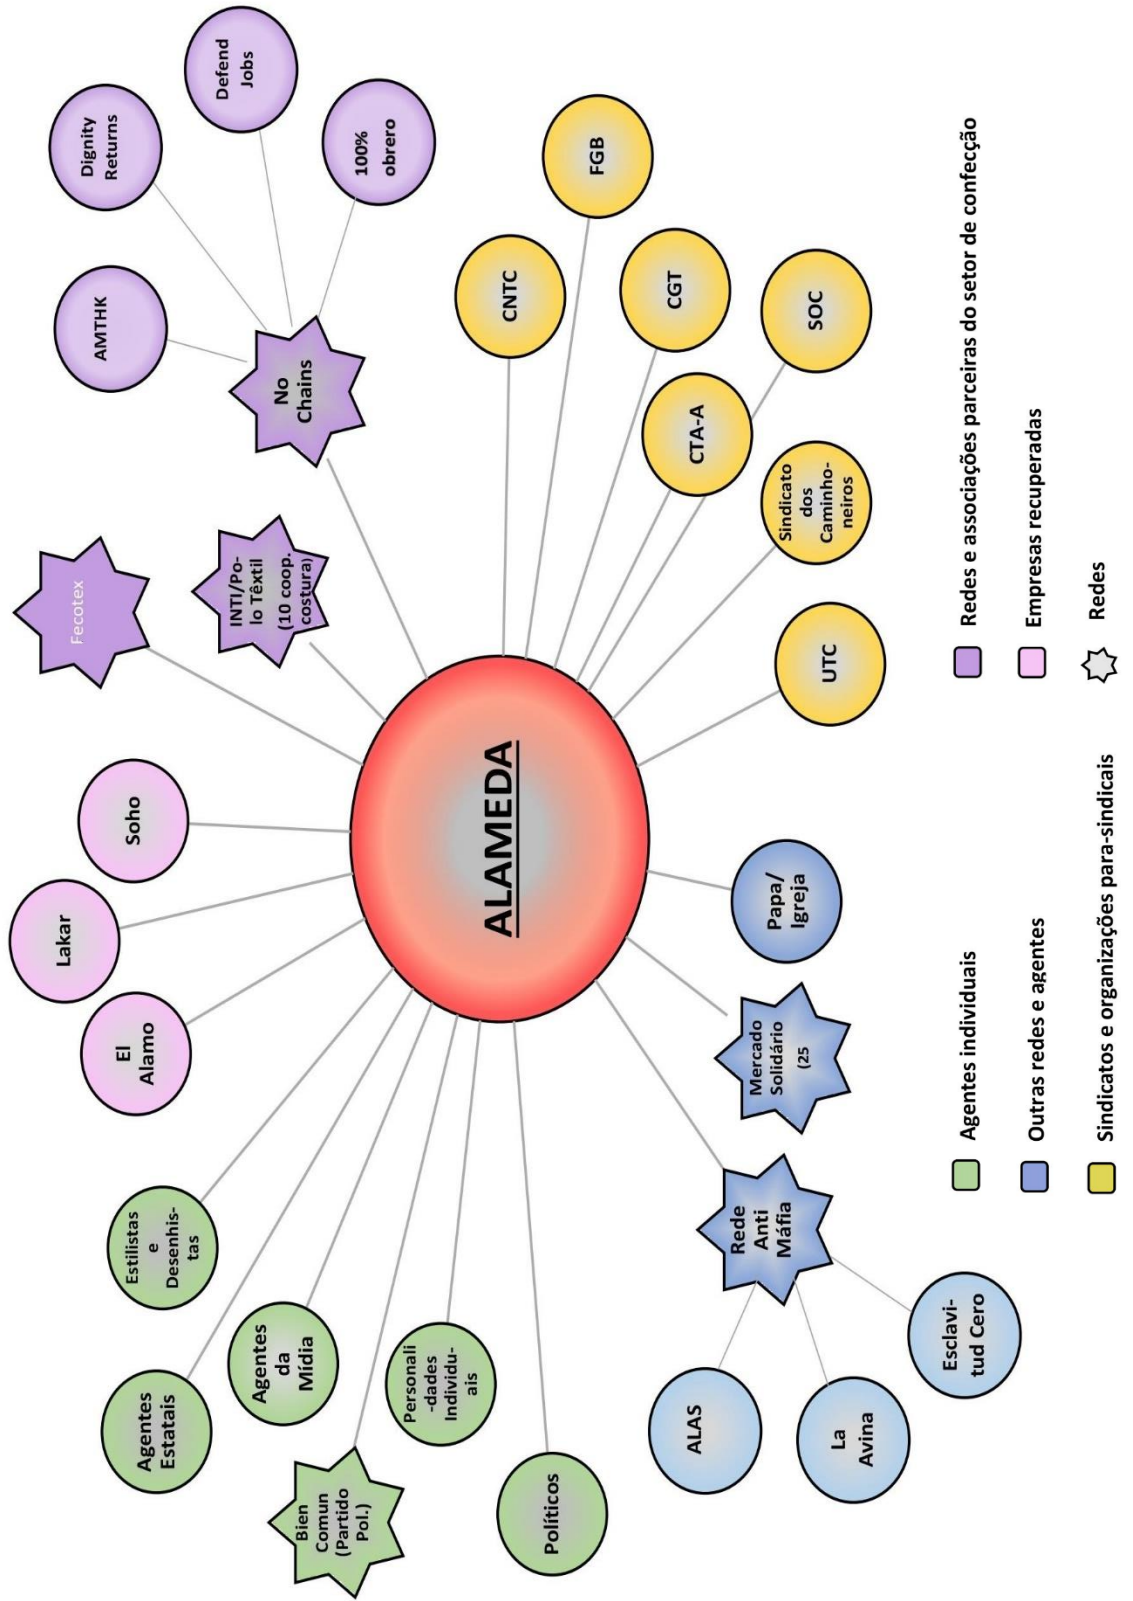 Bien
Comun
(Partido
Pol.)
Agentes
Estatais
Estilistas
e
Desenhis-
tas
Agentes
da
Mídia
Personali
-dades
Individu-
ais
Políticos
El
Alamo
Lakar
Soho
Fecotex
INTI/Po-
lo Têxtil
(10 coop.
costura)
No
Chains
AMTHK
Dignity
Returns
Defend
Jobs
100%
obrero
ALAMEDA
CNTC
FGB
CGT
CTA-A
SOC
Sindicato
dos
Caminho-
neiros
UTC
Papa/
Igreja
Mercado
Solidário
(25
Rede
Anti
Máfia
ALAS
La
Avina
Esclavi-
tud Cero
Agentes individuais
Redes e associações parceiras do setor de confecção
Outras redes e agentes
Empresas recuperadas
Sindicatos e organizações para-sindicais
Redes